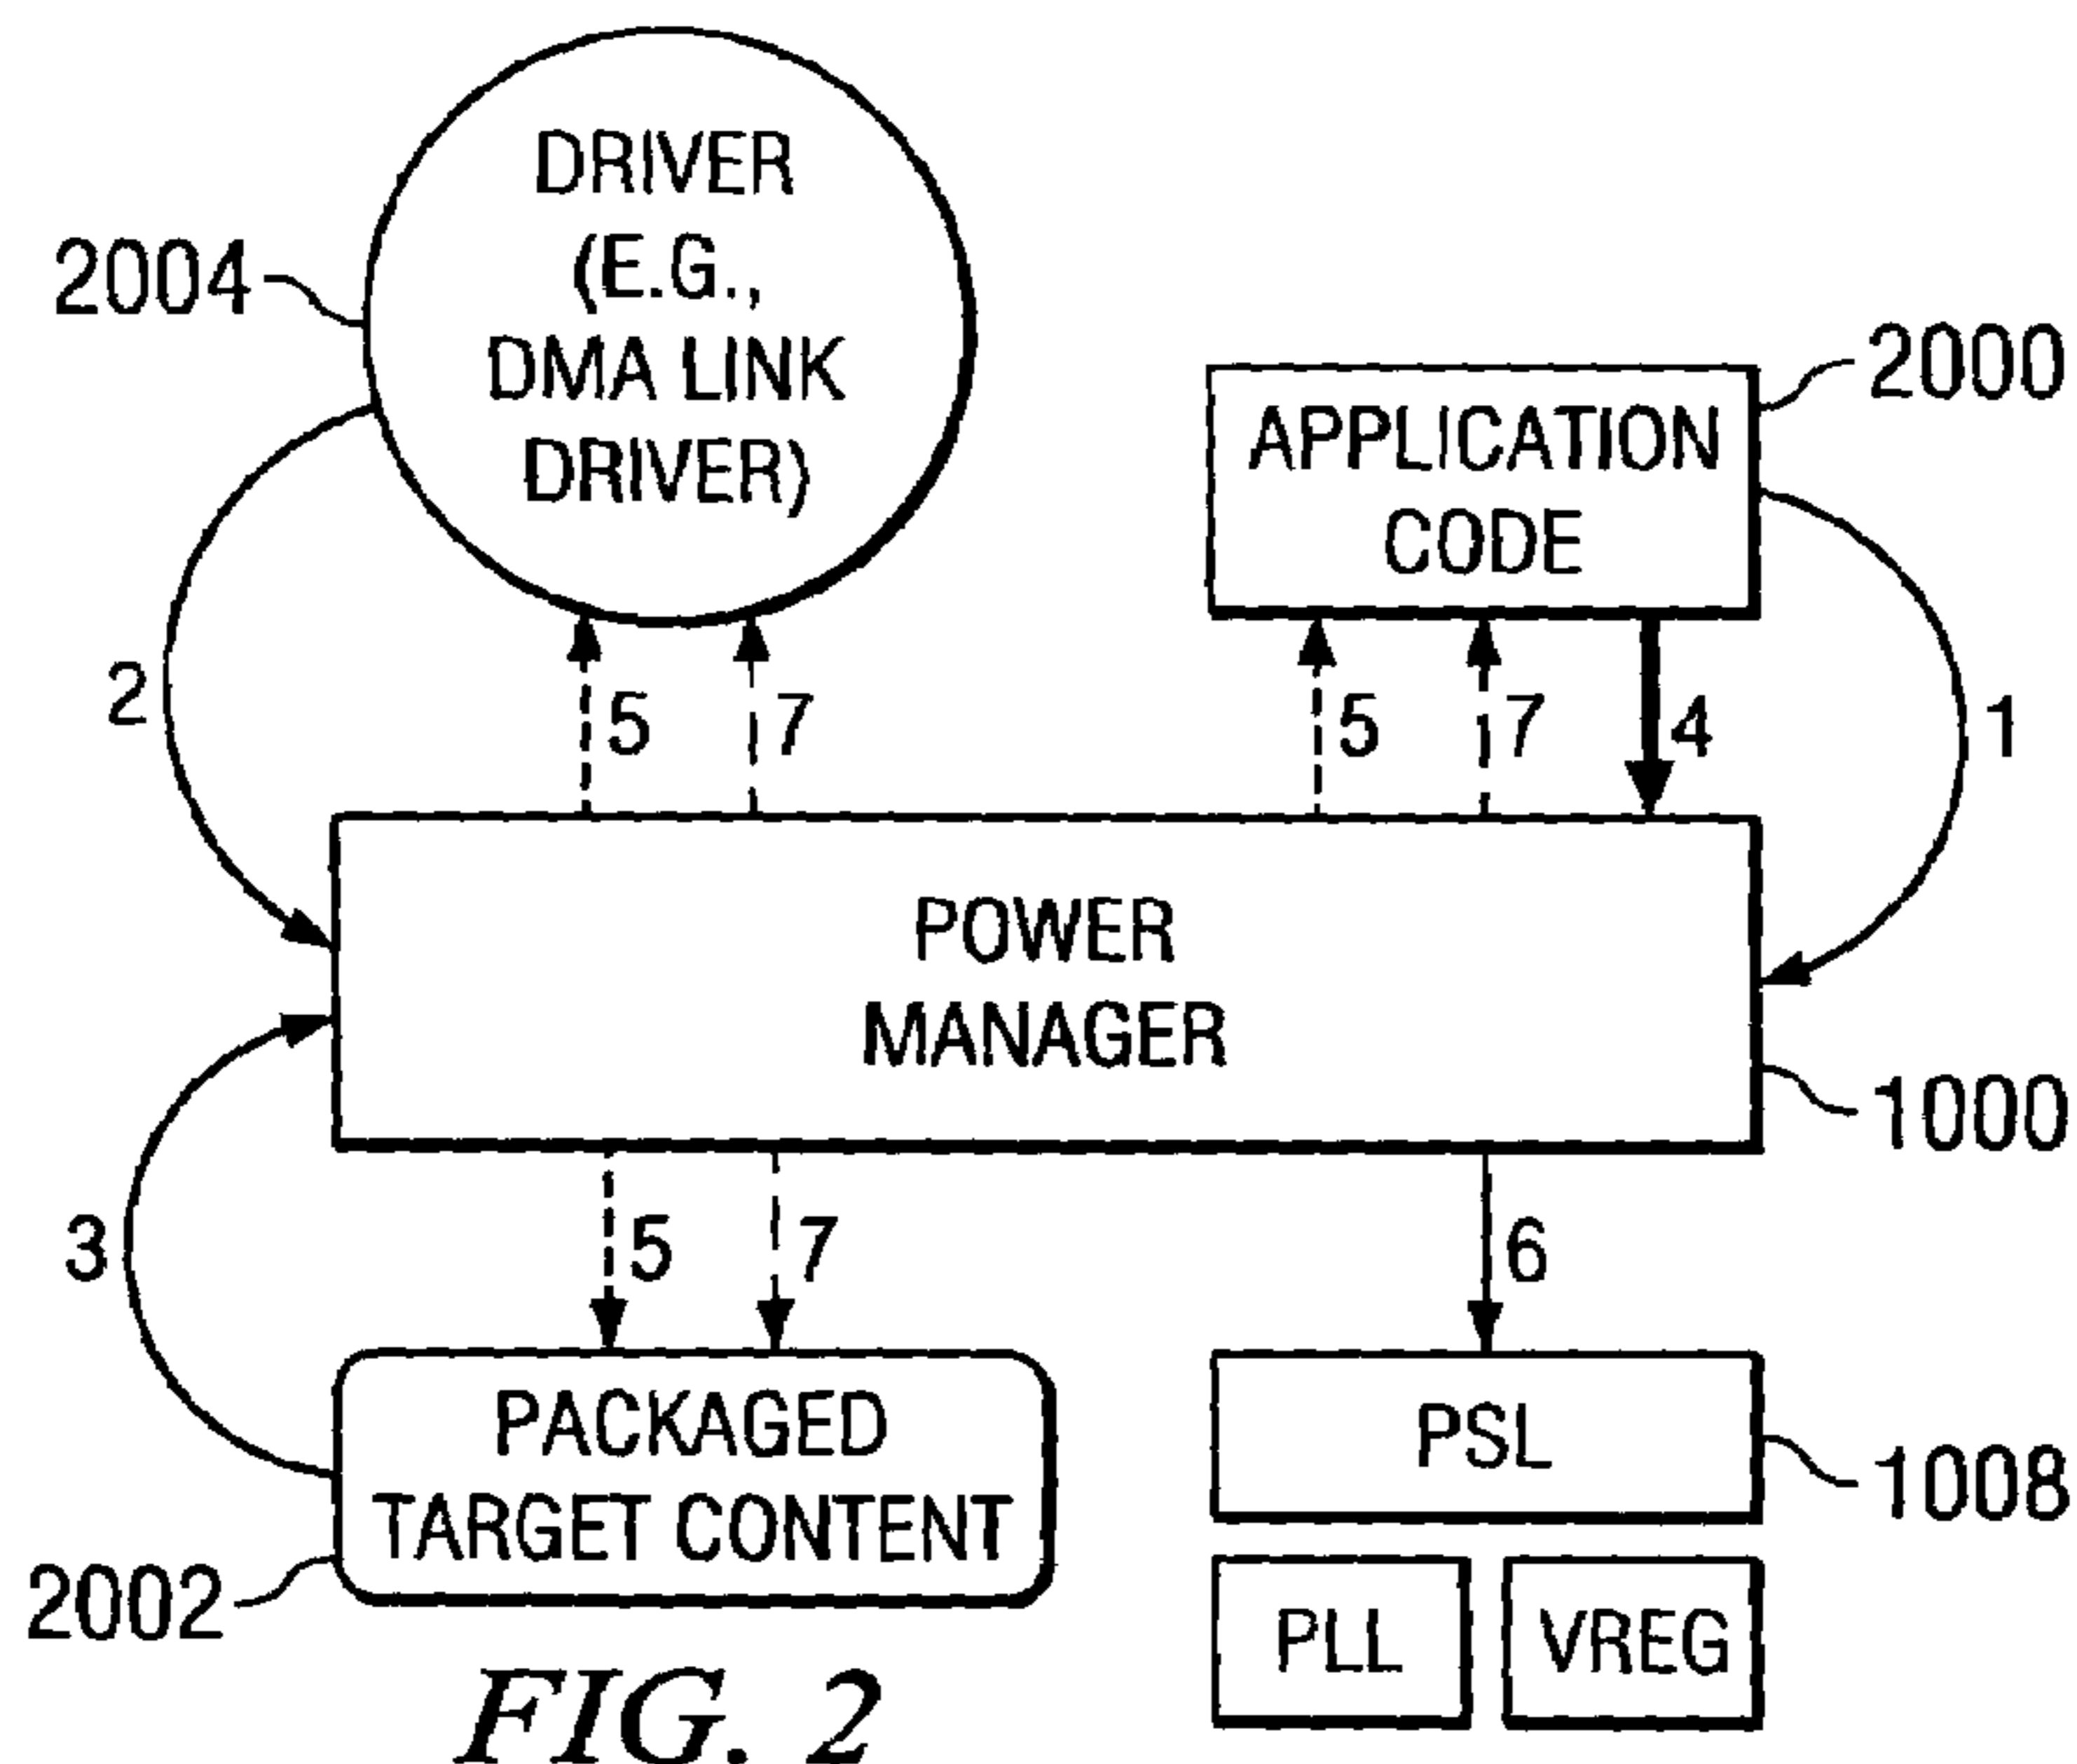 DRIVER
(E.G.,
DMA LINK
DRIVER)
2004
2000
APPLICATION
CODE
2
5
7
5
7
4
1
POWER
MANAGER
1000
3
5
7
6
PACKAGED
TARGET CONTENT
2002
PSL
1008
PLL
VREG
FIG. 2